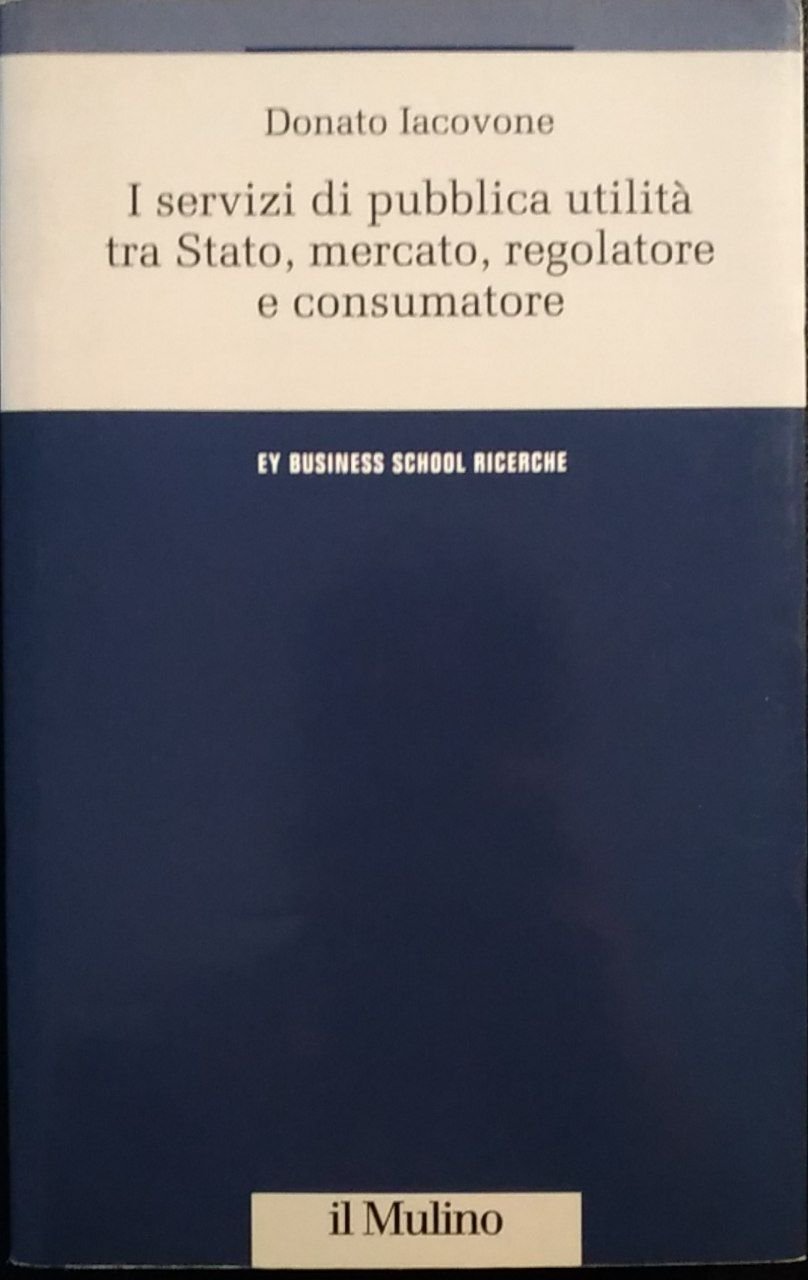 Donato Iacovone
I servizi di pubblica utilità
tra Stato, mercato, regolatore
e consumatore
EY BUSINESS SCHOOL RICERCHE
il Mulino